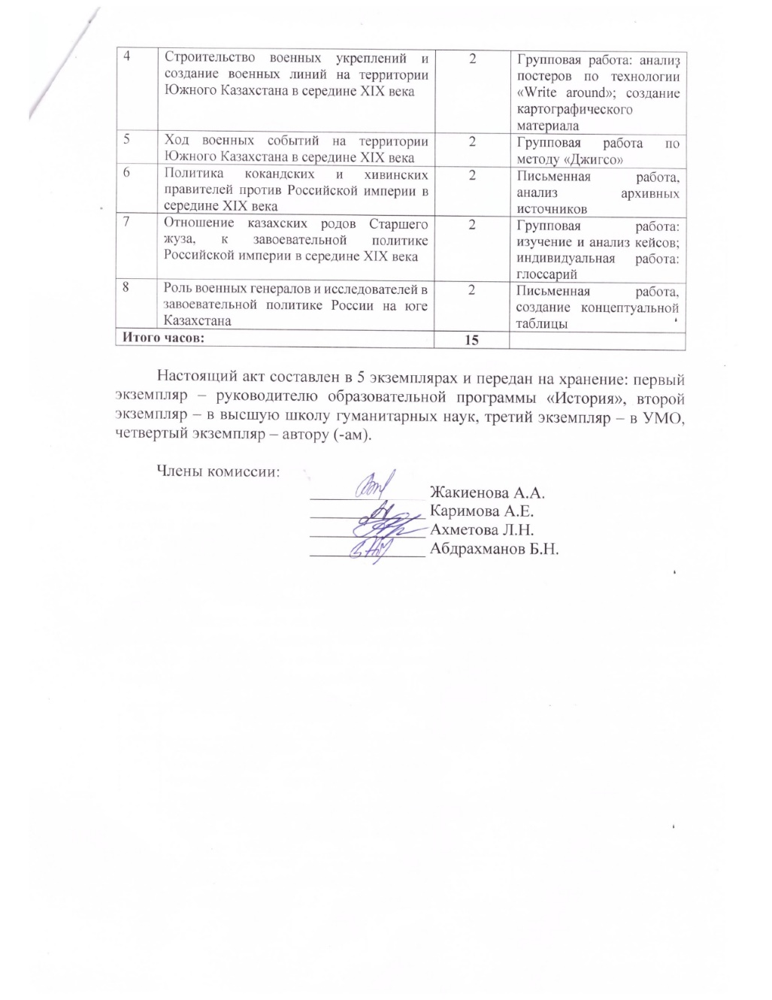 4 Строительство военных укреплений и 2 Групповая работа: анализ
создание военных линий на территории постеров по технологии
Южного Казахстана в середине XIX века «Write around»; создание
картографического
материала
5 Ход военных событий на территории 2 Групповая работа по
Южного Казахстана в середине XIX века методу «Джигсо»
6 Политика кокандских и хивинских 2 Письменная работа,
правителей против Российской империи в анализ архивных
середине XIX века источников
7 Отношение казахских родов Старшего 2 Групповая работа:
жуза, к завоевательной политике изучение и анализ кейсов;
Российской империи в середине XIX века индивидуальная работа:
глоссарий
8 Роль военных генералов и исследователей в 2 Письменная работа,
завоевательной политике России на юге создание концептуальной
Казахстана таблицы
Итого часов: 15
Настоящий акт составлен в 5 экземплярах и передан на хранение: первый
экземпляр – руководителю образовательной программы «История», второй
экземпляр – в высшую школу гуманитарных наук, третий экземпляр – в УМО,
четвертый экземпляр – автору (-ам).
Члены комиссии:
Жакиенова А.А.
Каримова А.Е.
Ахметова Л.Н.
Абдрахманов Б.Н.